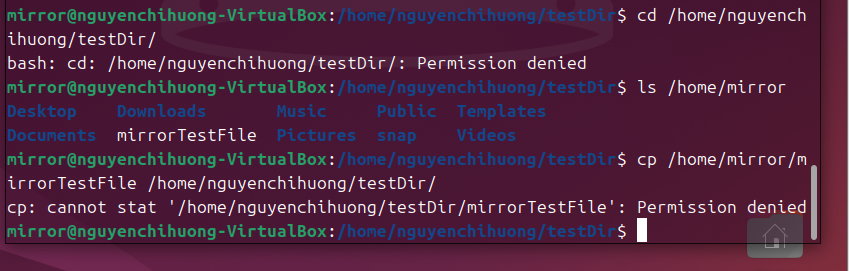 mirror@nguyenchihuong-VirtualBox:/home/nguyenchihuong/testDir$ cd /home/nguyench
ihuong/testDir/
bash: cd: /home/nguyenchihuong/testDir/: Permission denied
mirror@nguyenchihuong-VirtualBox:/home/nguyenchihuong/testDir$ ls /home/mirror
Desktop    Downloads       Music     Public  Templates
Documents  mirrorTestFile  Pictures  snap    Videos
mirror@nguyenchihuong-VirtualBox:/home/nguyenchihuong/testDir$ cp /home/mirror/m
irrorTestFile /home/nguyenchihuong/testDir/
cp: cannot stat '/home/nguyenchihuong/testDir/mirrorTestFile': Permission denied
mirror@nguyenchihuong-VirtualBox:/home/nguyenchihuong/testDir$